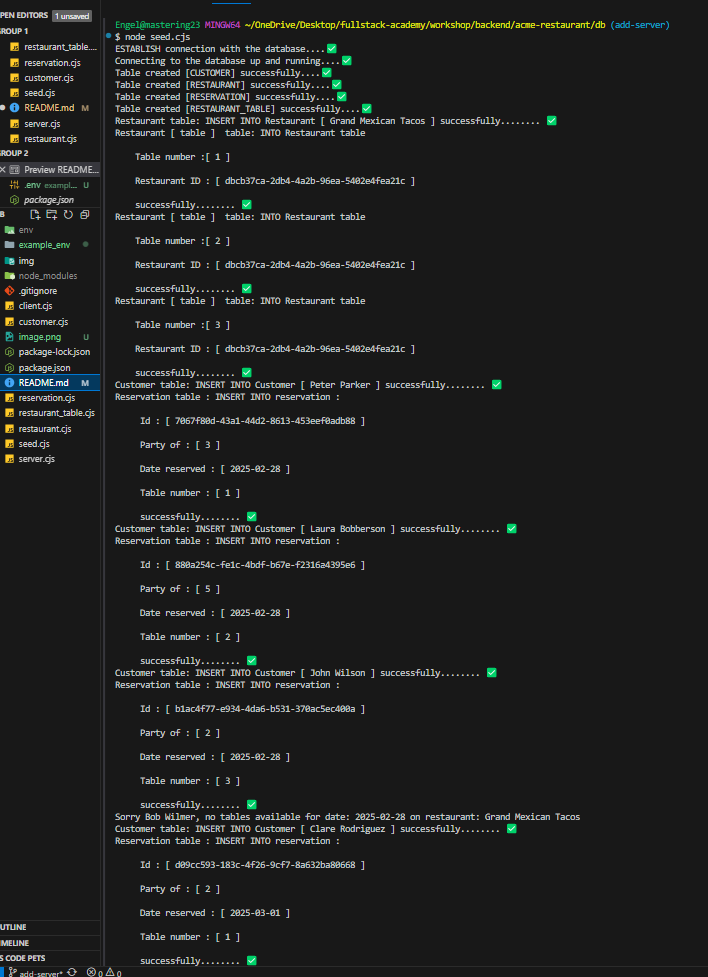 PEN EDITORS 1 unsaved
ROUP 1
restaurant_table....
reservation.cjs
customer.cjs
seed.cjs
README.md M
server.cjs
restaurant.cjs
ROUP 2
Preview README...
.env exampl... U
package.json
B
env
example_env
img
node_modules
.gitignore
client.cjs
customer.cjs
image.png U
package-lock.json
package.json
README.md M
reservation.cjs
restaurant_table.cjs
restaurant.cjs
seed.cjs
server.cjs
UTLINE
IMELINE
S CODE PETS
add-server* 0 0
Engel@mastering23 MINGW64 ~/OneDrive/Desktop/fullstack-academy/workshop/backend/acme-restaurant/db (add-server)
$ node seed.cjs
ESTABLISH connection with the database....✅
Connecting to the database up and running....✅
Table created [CUSTOMER] successfully....✅
Table created [RESTAURANT] successfully....✅
Table created [RESERVATION] successfully....✅
Table created [RESTAURANT_TABLE] successfully....✅
Restaurant table: INSERT INTO Restaurant [ Grand Mexican Tacos ] successfully........ ✅
Restaurant [ table ]  table: INTO Restaurant table
Table number :[ 1 ]
Restaurant ID : [ dbcb37ca-2db4-4a2b-96ea-5402e4fea21c ]
successfully........ ✅
Restaurant [ table ]  table: INTO Restaurant table
Table number :[ 2 ]
Restaurant ID : [ dbcb37ca-2db4-4a2b-96ea-5402e4fea21c ]
successfully........ ✅
Restaurant [ table ]  table: INTO Restaurant table
Table number :[ 3 ]
Restaurant ID : [ dbcb37ca-2db4-4a2b-96ea-5402e4fea21c ]
successfully........ ✅
Customer table: INSERT INTO Customer [ Peter Parker ] successfully........ ✅
Reservation table : INSERT INTO reservation :
Id : [ 7067f80d-43a1-44d2-8613-453eef0adb88 ]
Party of : [ 3 ]
Date reserved : [ 2025-02-28 ]
Table number : [ 1 ]
successfully........ ✅
Customer table: INSERT INTO Customer [ Laura Bobberson ] successfully........ ✅
Reservation table : INSERT INTO reservation :
Id : [ 880a254c-fe1c-4bdf-b67e-f2316a4395e6 ]
Party of : [ 5 ]
Date reserved : [ 2025-02-28 ]
Table number : [ 2 ]
successfully........ ✅
Customer table: INSERT INTO Customer [ John Wilson ] successfully........ ✅
Reservation table : INSERT INTO reservation :
Id : [ b1ac4f77-e934-4da6-b531-370ac5ec400a ]
Party of : [ 2 ]
Date reserved : [ 2025-02-28 ]
Table number : [ 3 ]
successfully........ ✅
Sorry Bob Wilmer, no tables available for date: 2025-02-28 on restaurant: Grand Mexican Tacos
Customer table: INSERT INTO Customer [ Clare Rodriguez ] successfully........ ✅
Reservation table : INSERT INTO reservation :
Id : [ d09cc593-183c-4f26-9cf7-8a632ba80668 ]
Party of : [ 2 ]
Date reserved : [ 2025-03-01 ]
Table number : [ 1 ]
successfully........ ✅